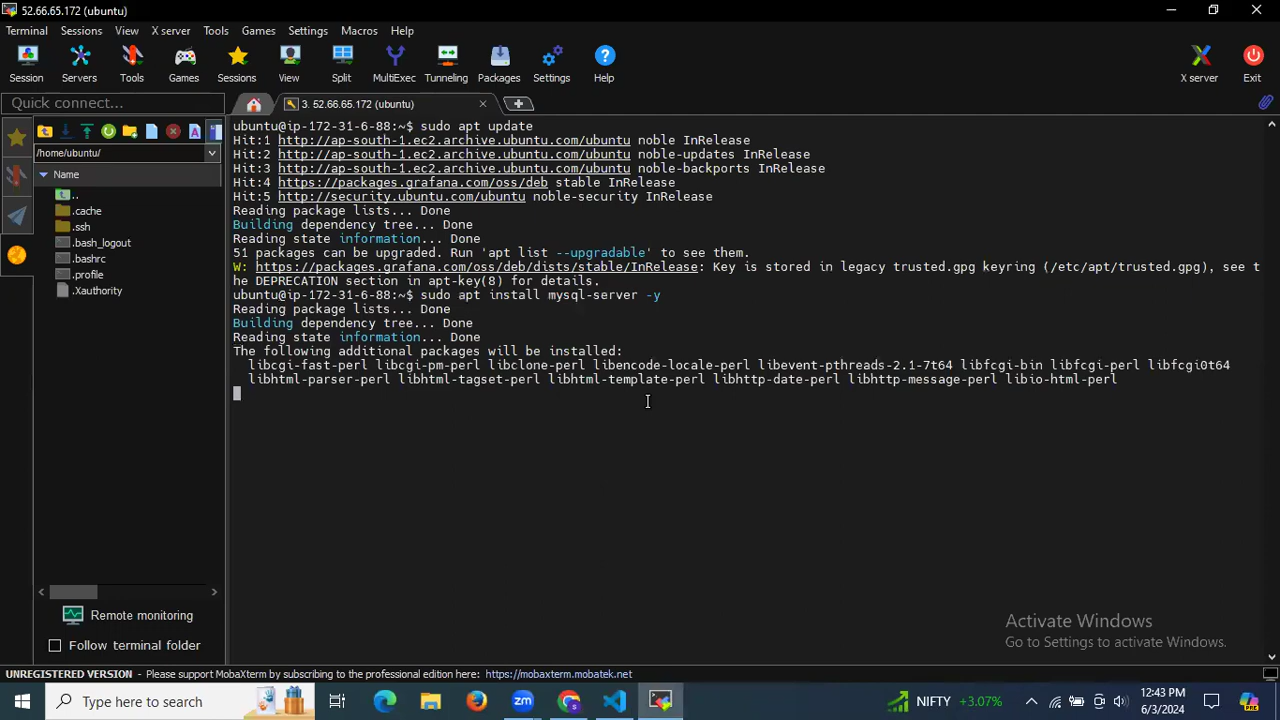 52.66.65.172 (ubuntu)
Terminal Sessions View X server Tools Games Settings Macros Help
Session Servers Tools Games Sessions View Split MultiExec Tunneling Packages Settings Help X server Exit
Quick connect...
3. 52.66.65.172 (ubuntu)
/home/ubuntu/
Name
..
.cache
.ssh
.bash_logout
.bashrc
.profile
.Xauthority
Remote monitoring
Follow terminal folder
ubuntu@ip-172-31-6-88:~$ sudo apt update
Hit:1 http://ap-south-1.ec2.archive.ubuntu.com/ubuntu noble InRelease
Hit:2 http://ap-south-1.ec2.archive.ubuntu.com/ubuntu noble-updates InRelease
Hit:3 http://ap-south-1.ec2.archive.ubuntu.com/ubuntu noble-backports InRelease
Hit:4 https://packages.grafana.com/oss/deb stable InRelease
Hit:5 http://security.ubuntu.com/ubuntu noble-security InRelease
Reading package lists... Done
Building dependency tree... Done
Reading state information... Done
51 packages can be upgraded. Run 'apt list --upgradable' to see them.
W: https://packages.grafana.com/oss/deb/dists/stable/InRelease: Key is stored in legacy trusted.gpg keyring (/etc/apt/trusted.gpg), see t
he DEPRECATION section in apt-key(8) for details.
ubuntu@ip-172-31-6-88:~$ sudo apt install mysql-server -y
Reading package lists... Done
Building dependency tree... Done
Reading state information... Done
The following additional packages will be installed:
libcgi-fast-perl libcgi-pm-perl libclone-perl libencode-locale-perl libevent-pthreads-2.1-7t64 libfcgi-bin libfcgi-perl libfcgi0t64
libhtml-parser-perl libhtml-tagset-perl libhtml-template-perl libhttp-date-perl libhttp-message-perl libio-html-perl
Activate Windows
Go to Settings to activate Windows.
UNREGISTERED VERSION - Please support MobaXterm by subscribing to the professional edition here: https://mobaxterm.mobatek.net
Type here to search
zm
NIFTY +3.07%
12:43 PM
6/3/2024
PRE